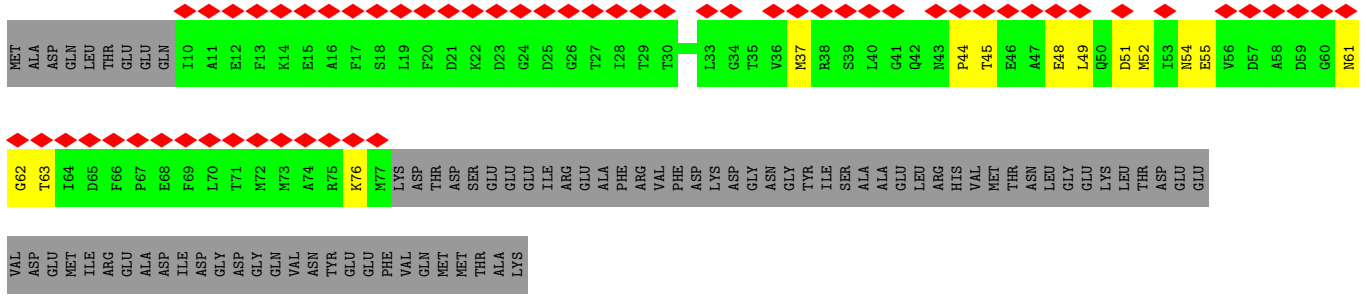 MET ALA ASP GLN LEU THR GLU GLU GLN I10 A11 E12 F13 K14 E15 A16 F17 S18 L19 F20 D21 K22 D23 G24 D25 G26 T27 I28 T29 T30 L33 G34 T35 V36 M37 R38 S39 L40 G41 Q42 N43 P44 T45 E46 A47 E48 L49 Q50 D51 M52 I53 N54 E55 V56 D57 A58 D59 G60 N61
G62 T63 I64 D65 F66 P67 E68 F69 L70 T71 M72 M73 A74 R75 K76 M77 LYS ASP THR ASP SER GLU GLU GLU ILE ARG GLU ALA PHE ARG VAL PHE ASP LYS ASP GLY ASN GLY TYR ILE SER ALA ALA GLU LEU ARG HIS VAL MET THR ASN LEU GLY GLU LYS LEU THR ASP GLU GLU
VAL ASP GLU MET ILE ARG GLU ALA ASP ILE ASP GLY ASP GLY GLN VAL ASN TYR GLU GLU PHE VAL GLN MET MET THR ALA LYS